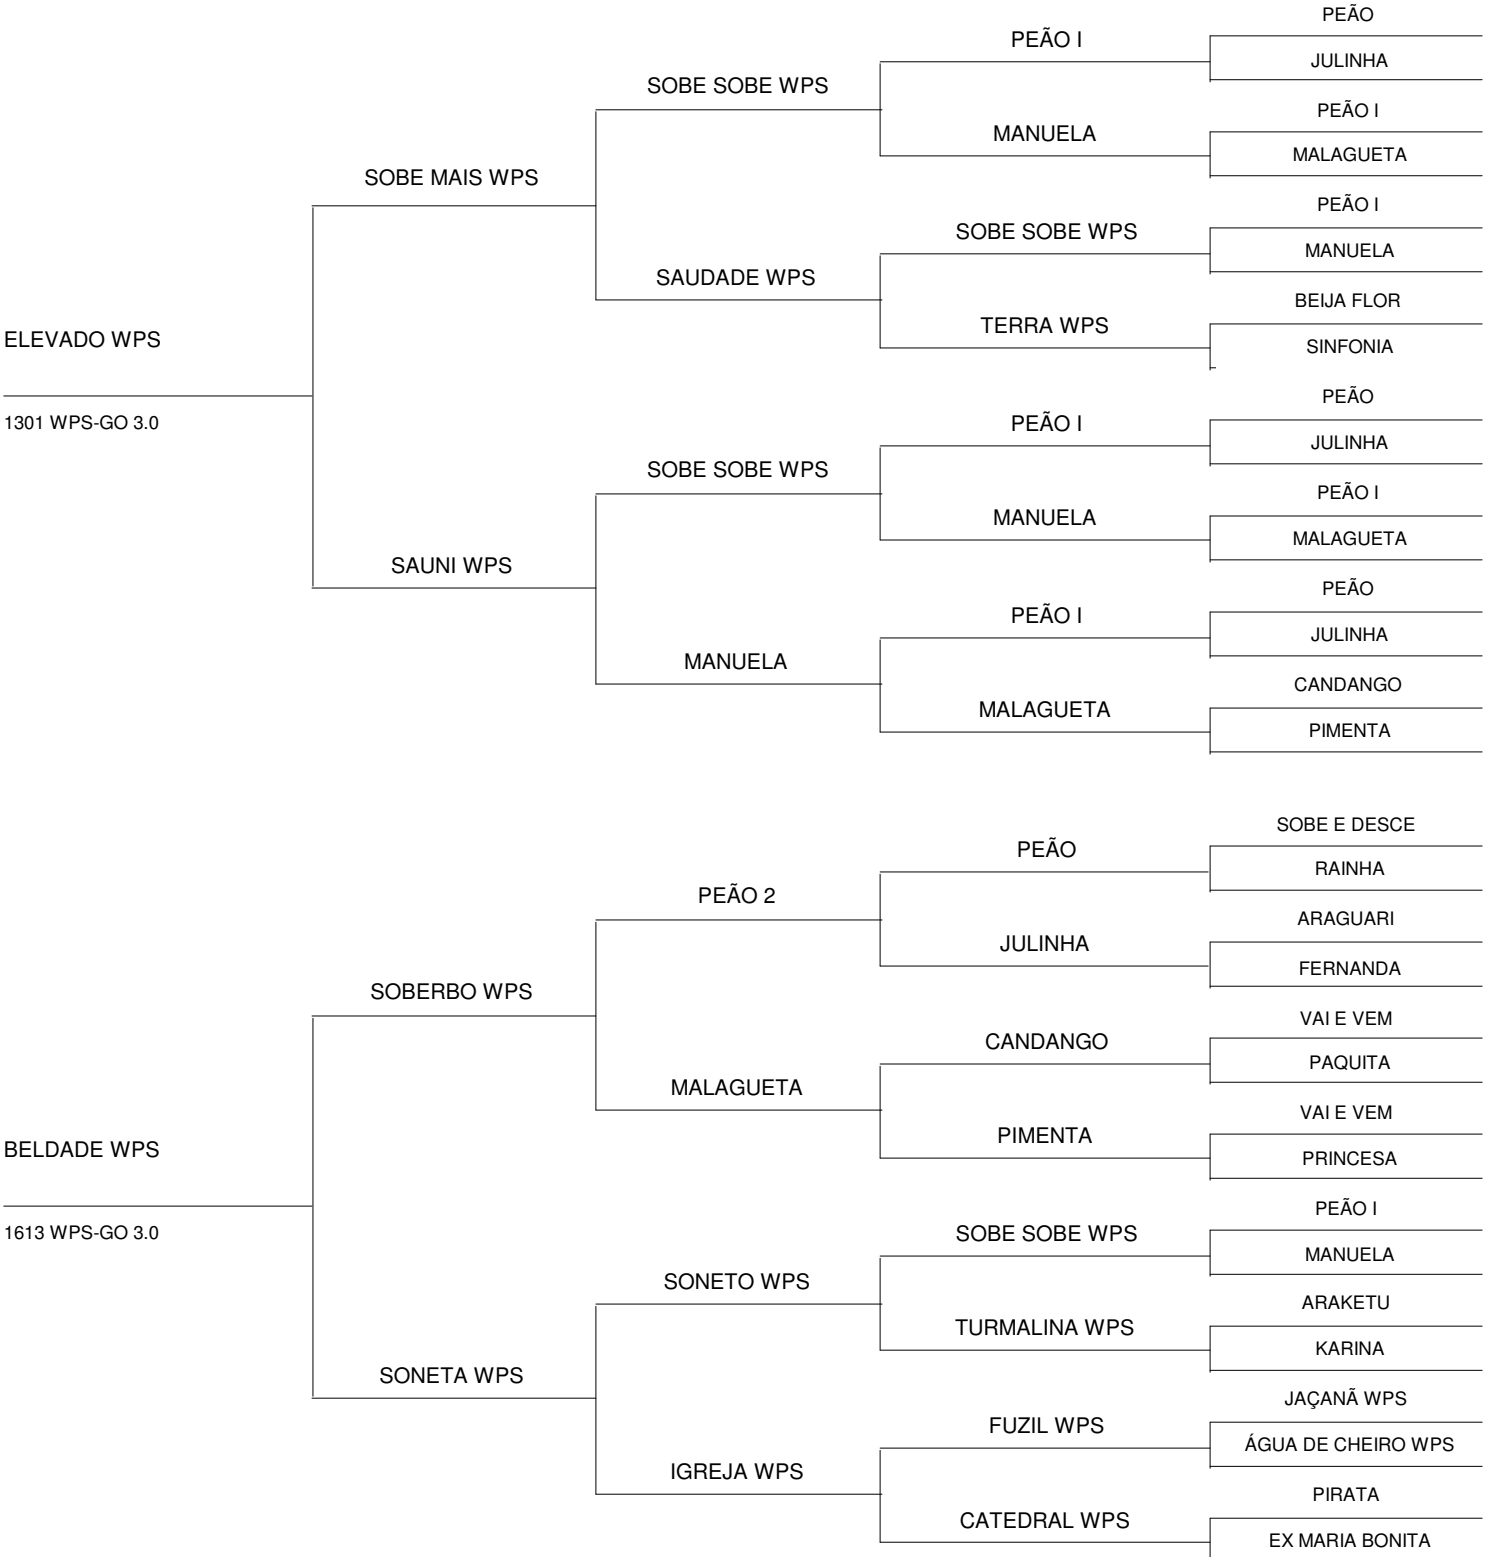 PEÃO
PEÃO I
JULINHA
SOBE SOBE WPS
PEÃO I
MANUELA
MALAGUETA
SOBE MAIS WPS
PEÃO I
SOBE SOBE WPS
MANUELA
SAUDADE WPS
BEIJA FLOR
TERRA WPS
ELEVADO WPS
SINFONIA
PEÃO
1301 WPS-GO 3.0
PEÃO I
JULINHA
SOBE SOBE WPS
PEÃO I
MANUELA
MALAGUETA
SAUNI WPS
PEÃO
PEÃO I
JULINHA
MANUELA
CANDANGO
MALAGUETA
PIMENTA
SOBE E DESCE
PEÃO
RAINHA
PEÃO 2
ARAGUARI
JULINHA
FERNANDA
SOBERBO WPS
VAI E VEM
CANDANGO
PAQUITA
MALAGUETA
VAI E VEM
PIMENTA
BELDADE WPS
PRINCESA
PEÃO I
1613 WPS-GO 3.0
SOBE SOBE WPS
MANUELA
SONETO WPS
ARAKETU
TURMALINA WPS
KARINA
SONETA WPS
JAÇANÃ WPS
FUZIL WPS
ÁGUA DE CHEIRO WPS
IGREJA WPS
PIRATA
CATEDRAL WPS
EX MARIA BONITA